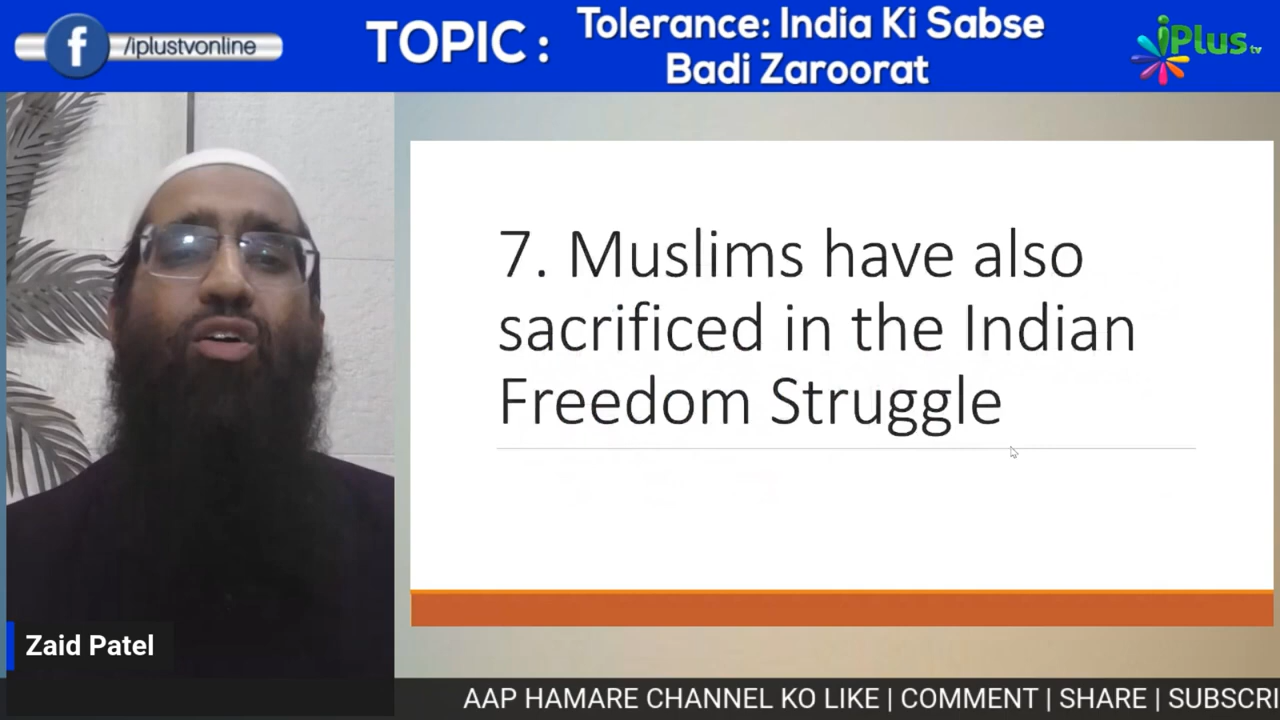 f /iplustvonline
TOPIC :
Tolerance: India Ki Sabse
Badi Zaroorat
iPlus tv
7. Muslims have also
sacrificed in the Indian
Freedom Struggle
Zaid Patel
AAP HAMARE CHANNEL KO LIKE | COMMENT | SHARE | SUBSCRI